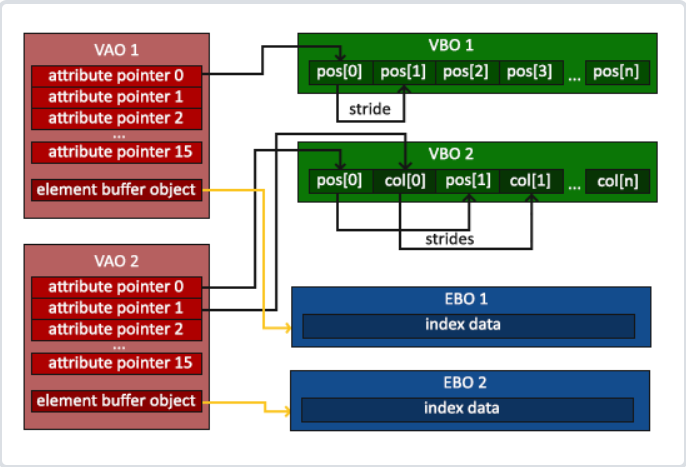 VAO 1
attribute pointer 0
attribute pointer 1
attribute pointer 2
...
attribute pointer 15
element buffer object
VBO 1
pos[0] pos[1] pos[2] pos[3] ... pos[n]
stride
VBO 2
pos[0] col[0] pos[1] col[1] ... col[n]
strides
VAO 2
attribute pointer 0
attribute pointer 1
attribute pointer 2
...
attribute pointer 15
element buffer object
EBO 1
index data
EBO 2
index data